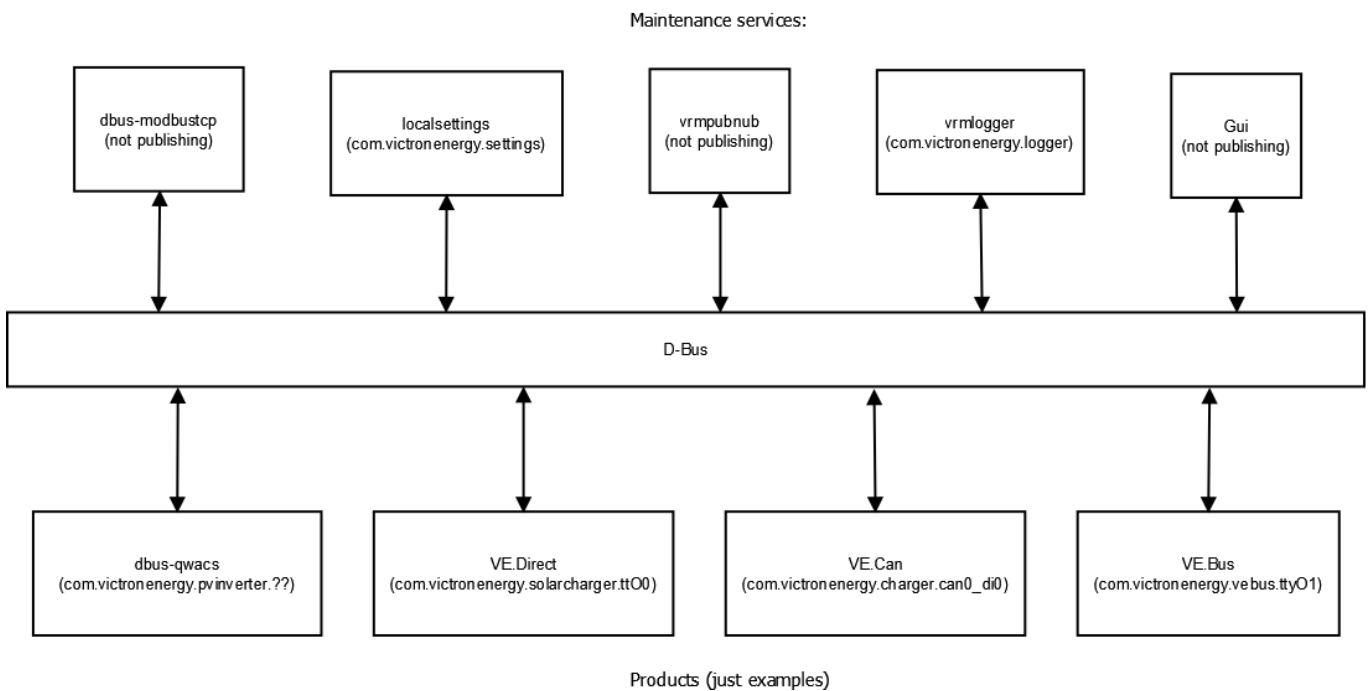 Maintenance services:
dbus-modbustcp
(not publishing)
localsettings
(com.victronenergy.settings)
vrmpubnub
(not publishing)
vrmlogger
(com.victronenergy.logger)
Gui
(not publishing)
D-Bus
dbus-qwacs
(com.victronenergy.pvinverter.??)
VE.Direct
(com.victronenergy.solarcharger.ttO0)
VE.Can
(com.victronenergy.charger.can0_di0)
VE.Bus
(com.victronenergy.vebus.ttyO1)
Products (just examples)